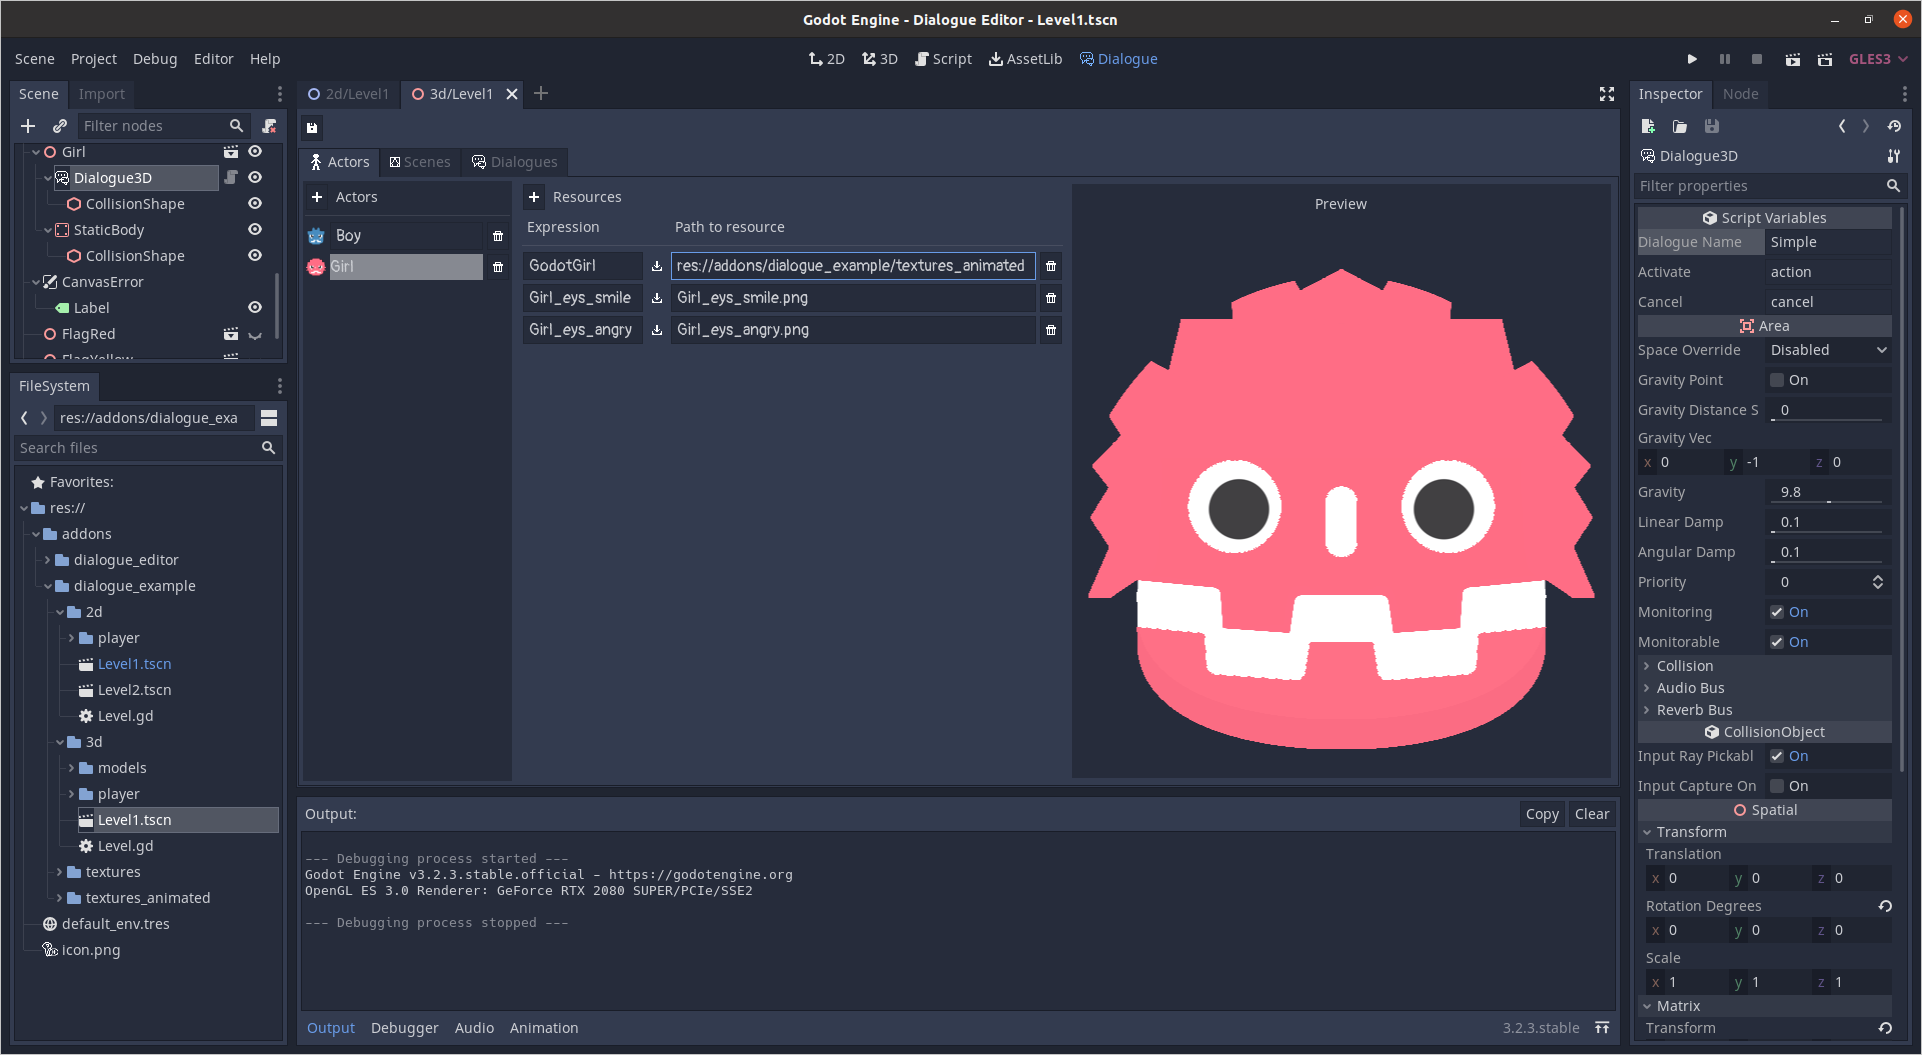 Godot Engine - Dialogue Editor - Level1.tscn
Scene Project Debug Editor Help
2D 3D Script AssetLib Dialogue
GLES3
Scene Import
Filter nodes
Girl
Dialogue3D
CollisionShape
StaticBody
CollisionShape
CanvasError
Label
FlagRed
FlagYellow
FileSystem
res://addons/dialogue_exa
Search files
Favorites:
res://
addons
dialogue_editor
dialogue_example
2d
player
Level1.tscn
Level2.tscn
Level.gd
3d
models
player
Level1.tscn
Level.gd
textures
textures_animated
default_env.tres
icon.png
2d/Level1 3d/Level1
Actors Scenes Dialogues
Actors
Boy
Girl
Resources
Expression Path to resource
GodotGirl res://addons/dialogue_example/textures_animated
Girl_eys_smile Girl_eys_smile.png
Girl_eys_angry Girl_eys_angry.png
Preview
Output:
Copy Clear
--- Debugging process started ---
Godot Engine v3.2.3.stable.official - https://godotengine.org
OpenGL ES 3.0 Renderer: GeForce RTX 2080 SUPER/PCIe/SSE2
--- Debugging process stopped ---
Output Debugger Audio Animation
3.2.3.stable
Inspector Node
Dialogue3D
Filter properties
Script Variables
Dialogue Name Simple
Activate action
Cancel cancel
Area
Space Override Disabled
Gravity Point On
Gravity Distance S 0
Gravity Vec
x 0 y -1 z 0
Gravity 9.8
Linear Damp 0.1
Angular Damp 0.1
Priority 0
Monitoring On
Monitorable On
Collision
Audio Bus
Reverb Bus
CollisionObject
Input Ray Pickabl On
Input Capture On On
Spatial
Transform
Translation
x 0 y 0 z 0
Rotation Degrees
x 0 y 0 z 0
Scale
x 1 y 1 z 1
Matrix
Transform